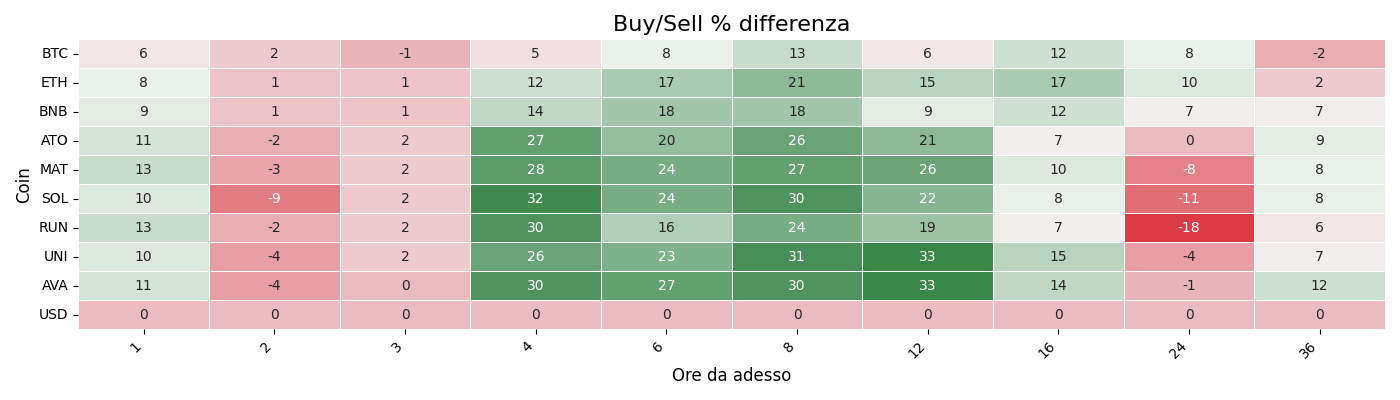 Buy/Sell % differenza
Coin
BTC 6 2 -1 5 8 13 6 12 8 -2
ETH 8 1 1 12 17 21 15 17 10 2
BNB 9 1 1 14 18 18 9 12 7 7
ATO 11 -2 2 27 20 26 21 7 0 9
MAT 13 -3 2 28 24 27 26 10 -8 8
SOL 10 -9 2 32 24 30 22 8 -11 8
RUN 13 -2 2 30 16 24 19 7 -18 6
UNI 10 -4 2 26 23 31 33 15 -4 7
AVA 11 -4 0 30 27 30 33 14 -1 12
USD 0 0 0 0 0 0 0 0 0 0
1 2 3 4 6 8 12 16 24 36
Ore da adesso